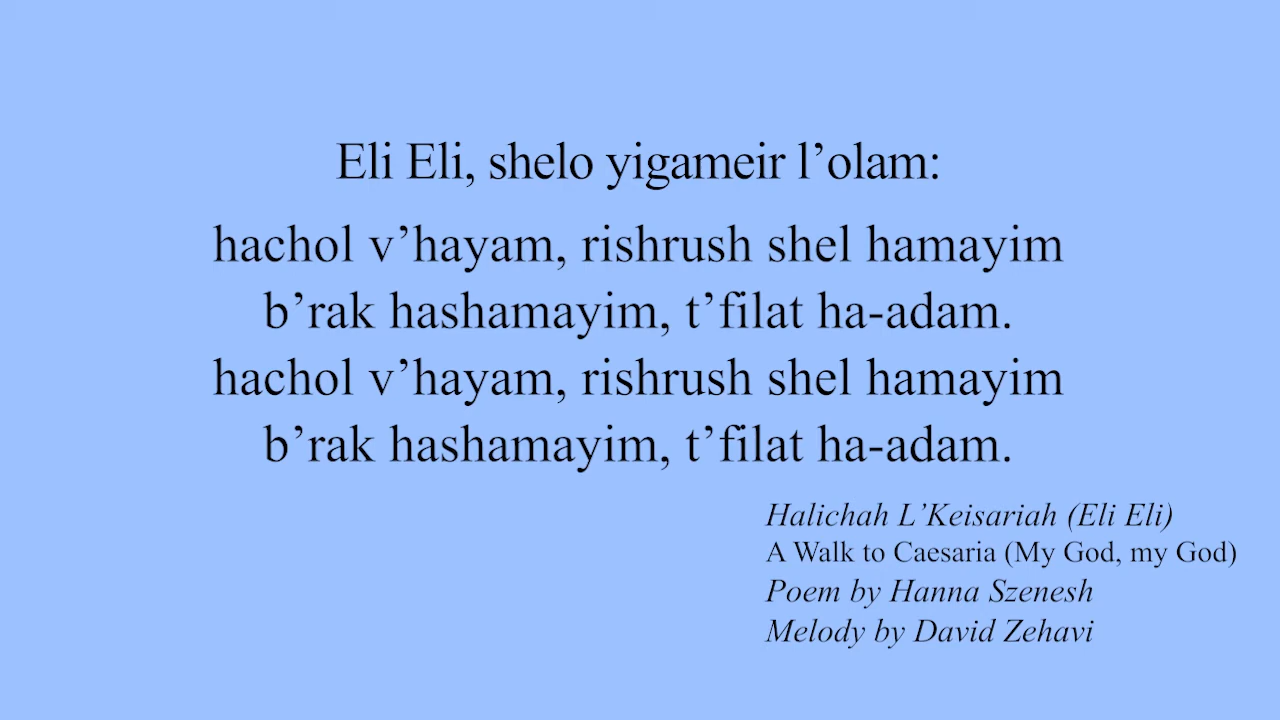 Eli Eli, shelo yigameir l’olam:
hachol v’hayam, rishrush shel hamayim
b’rak hashamayim, t’filat ha-adam.
hachol v’hayam, rishrush shel hamayim
b’rak hashamayim, t’filat ha-adam.
Halichah L’Keisariah (Eli Eli)
A Walk to Caesaria (My God, my God)
Poem by Hanna Szenesh
Melody by David Zehavi